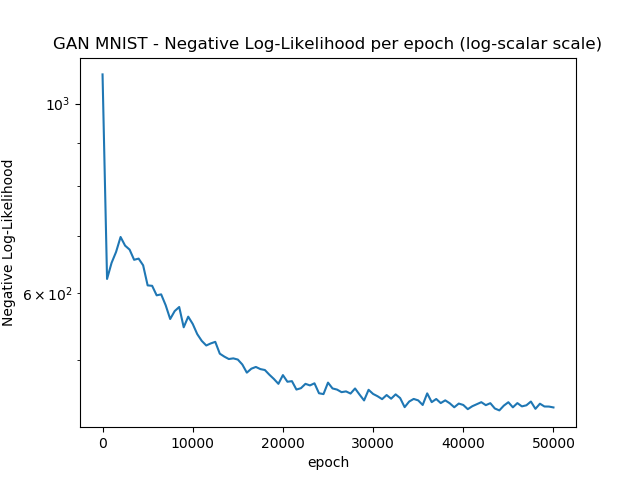 GAN MNIST - Negative Log-Likelihood per epoch (log-scalar scale)
Negative Log-Likelihood
10³
6 × 10²
0 10000 20000 30000 40000 50000
epoch